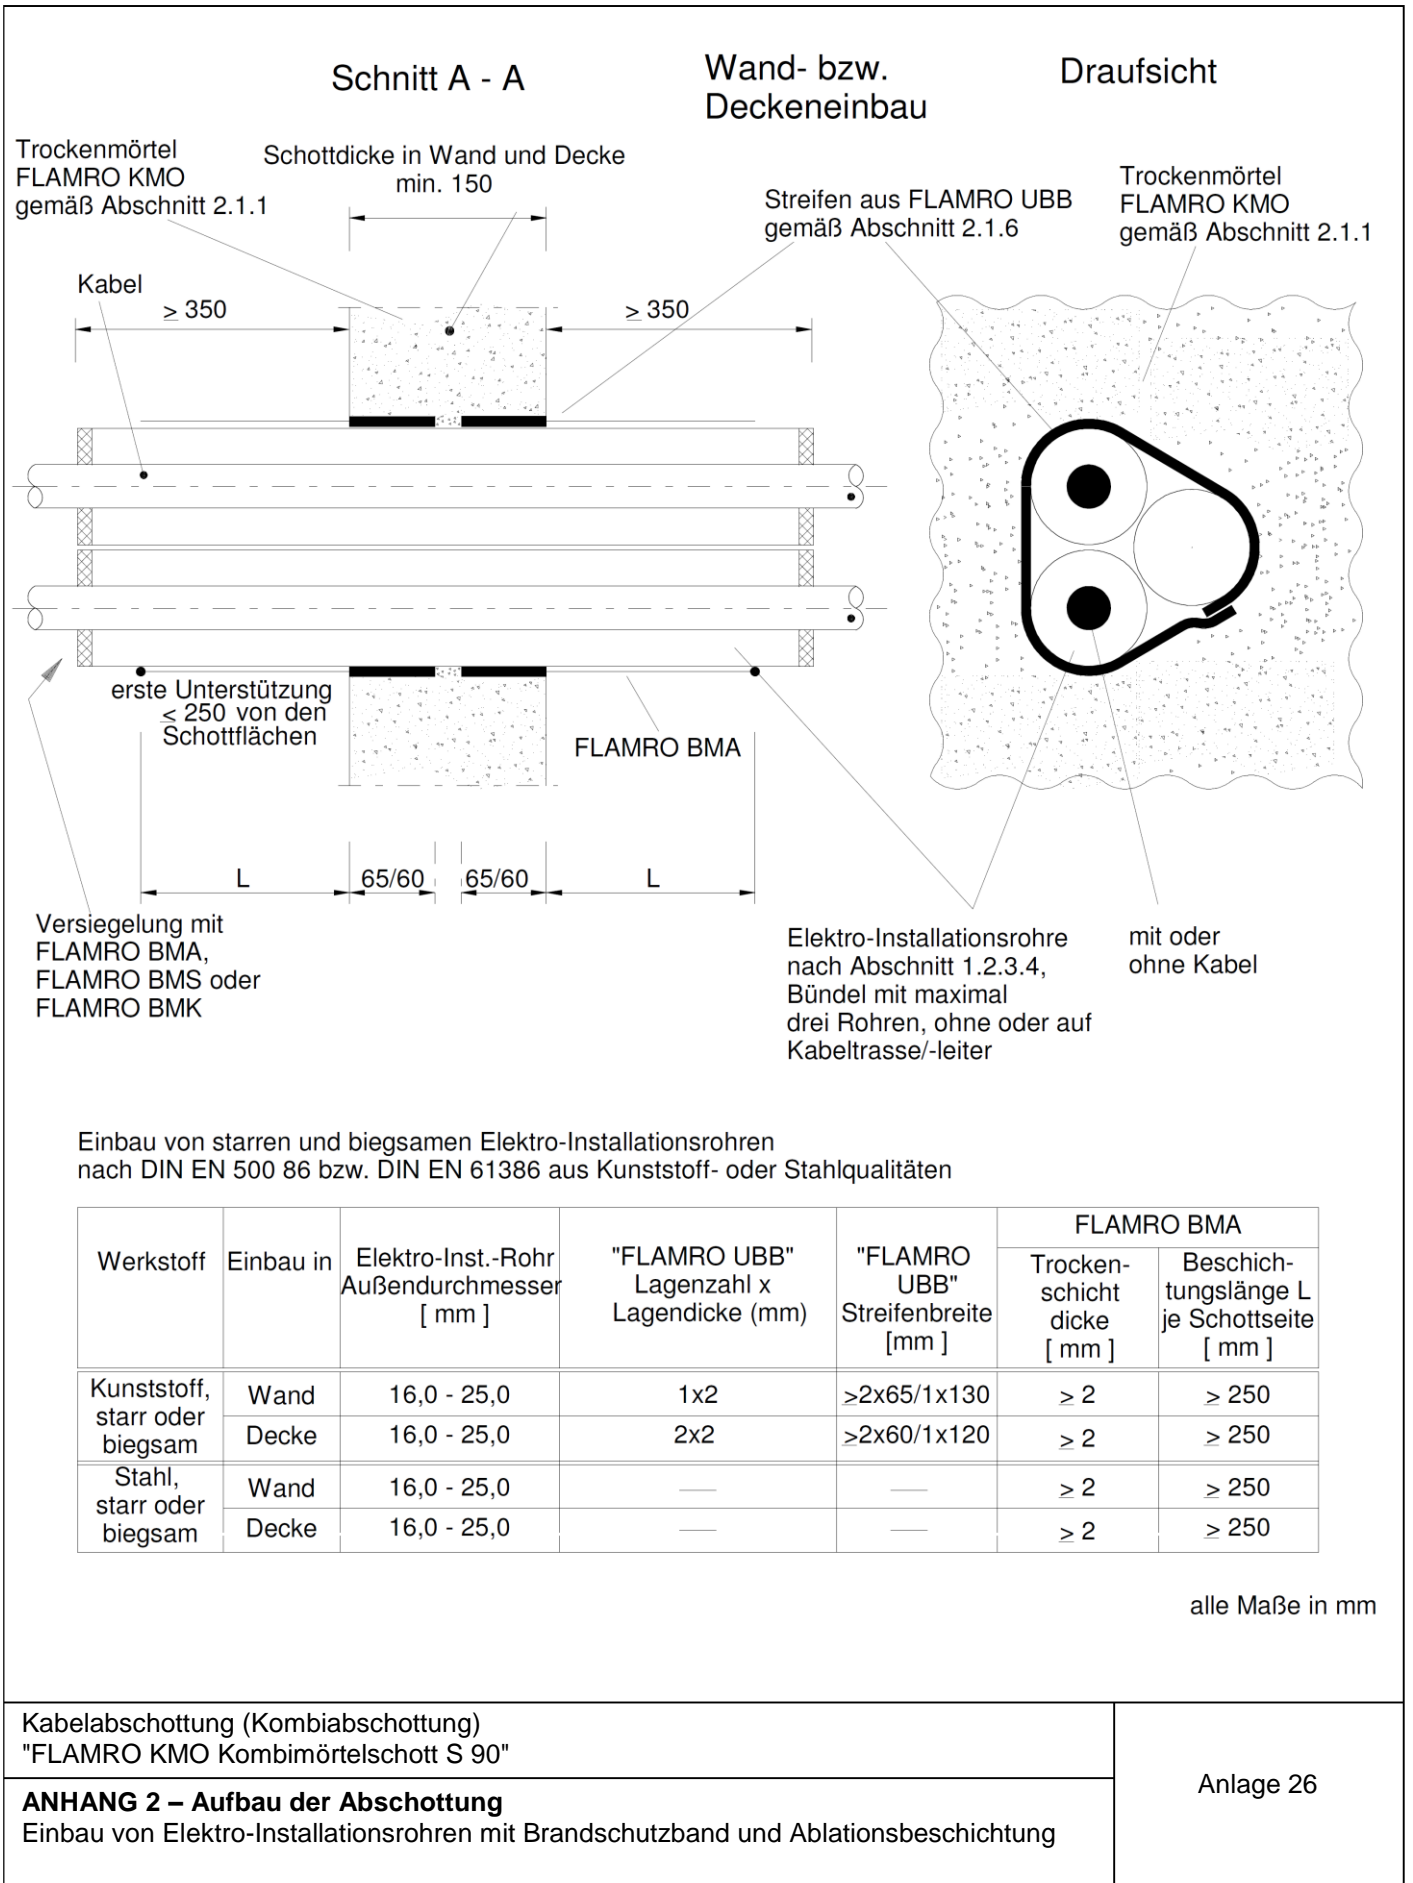 Schnitt A - A
Wand- bzw.
Deckeneinbau
Draufsicht
Trockenmörtel
FLAMRO KMO
gemäß Abschnitt 2.1.1
Schottdicke in Wand und Decke
min. 150
Streifen aus FLAMRO UBB
gemäß Abschnitt 2.1.6
Trockenmörtel
FLAMRO KMO
gemäß Abschnitt 2.1.1
Kabel
≥ 350
≥ 350
erste Unterstützung
≤ 250 von den
Schottflächen
FLAMRO BMA
L
65/60
65/60
L
Versiegelung mit
FLAMRO BMA,
FLAMRO BMS oder
FLAMRO BMK
Elektro-Installationsrohre
nach Abschnitt 1.2.3.4,
Bündel mit maximal
drei Rohren, ohne oder auf
Kabeltrasse/-leiter
mit oder
ohne Kabel
Einbau von starren und biegsamen Elektro-Installationsrohren
nach DIN EN 500 86 bzw. DIN EN 61386 aus Kunststoff- oder Stahlqualitäten
Werkstoff
Einbau in
Elektro-Inst.-Rohr
Außendurchmesser
[ mm ]
"FLAMRO UBB"
Lagenzahl x
Lagendicke (mm)
"FLAMRO
UBB"
Streifenbreite
[mm ]
FLAMRO BMA
Trocken-
schicht
dicke
[ mm ]
Beschich-
tungslänge L
je Schottseite
[ mm ]
Kunststoff,
starr oder
biegsam
Wand 16,0 - 25,0 1x2 ≥2x65/1x130 ≥ 2 ≥ 250
Decke 16,0 - 25,0 2x2 ≥2x60/1x120 ≥ 2 ≥ 250
Stahl,
starr oder
biegsam
Wand 16,0 - 25,0 — — ≥ 2 ≥ 250
Decke 16,0 - 25,0 — — ≥ 2 ≥ 250
alle Maße in mm
Kabelabschottung (Kombiabschottung)
"FLAMRO KMO Kombimörtelschott S 90"
ANHANG 2 – Aufbau der Abschottung
Einbau von Elektro-Installationsrohren mit Brandschutzband und Ablationsbeschichtung
Anlage 26